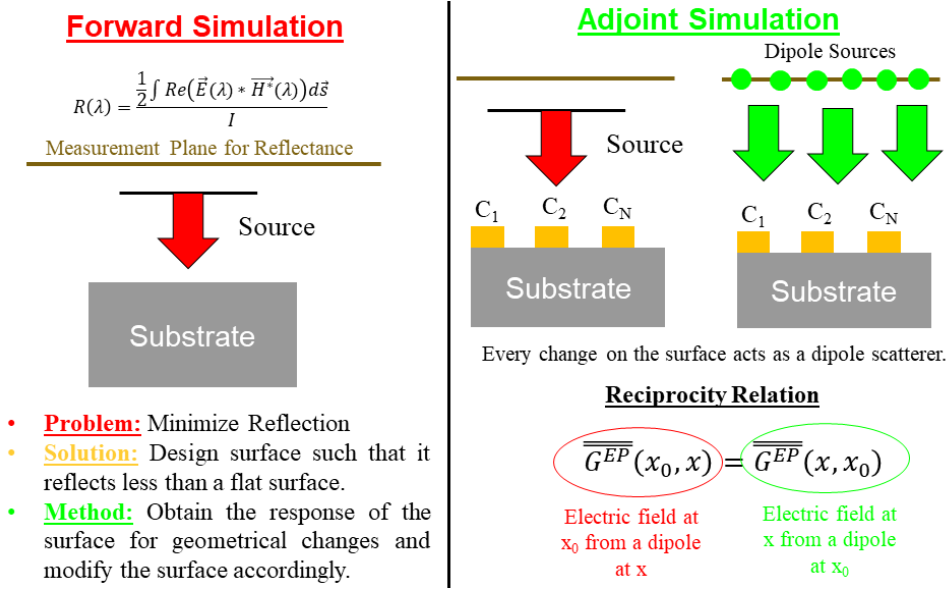 Forward Simulation
R(λ) = ½ ∫ Re(E⃗(λ) * H*⃗(λ))ds⃗ / I
Measurement Plane for Reflectance
Source
Substrate
• Problem: Minimize Reflection
• Solution: Design surface such that it
reflects less than a flat surface.
• Method: Obtain the response of the
surface for geometrical changes and
modify the surface accordingly.
Adjoint Simulation
Dipole Sources
Source
C₁ C₂ C_N
Substrate
C₁ C₂ C_N
Substrate
Every change on the surface acts as a dipole scatterer.
Reciprocity Relation
G^EP(x₀, x) = G^EP(x, x₀)
Electric field at
x₀ from a dipole
at x
Electric field at
x from a dipole
at x₀